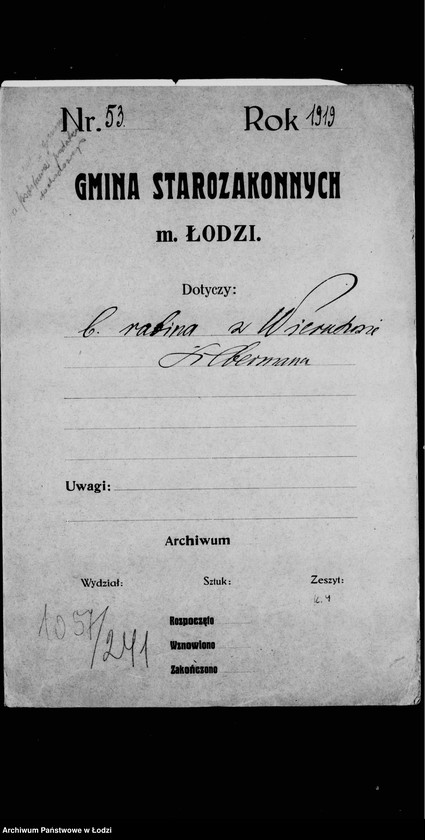 Nr. 53. Rok 1919
GMINA STAROZAKONNYCH
m. ŁODZI.
Dotyczy:
b. rabina z Wieruszowa
Uwagi:
Archiwum
Wydział: Sztuk: Zeszyt:
k. 4
1057/241
Rozpoczęto
Wznowiono
Zakończono
Archiwum Państwowe w Łodzi